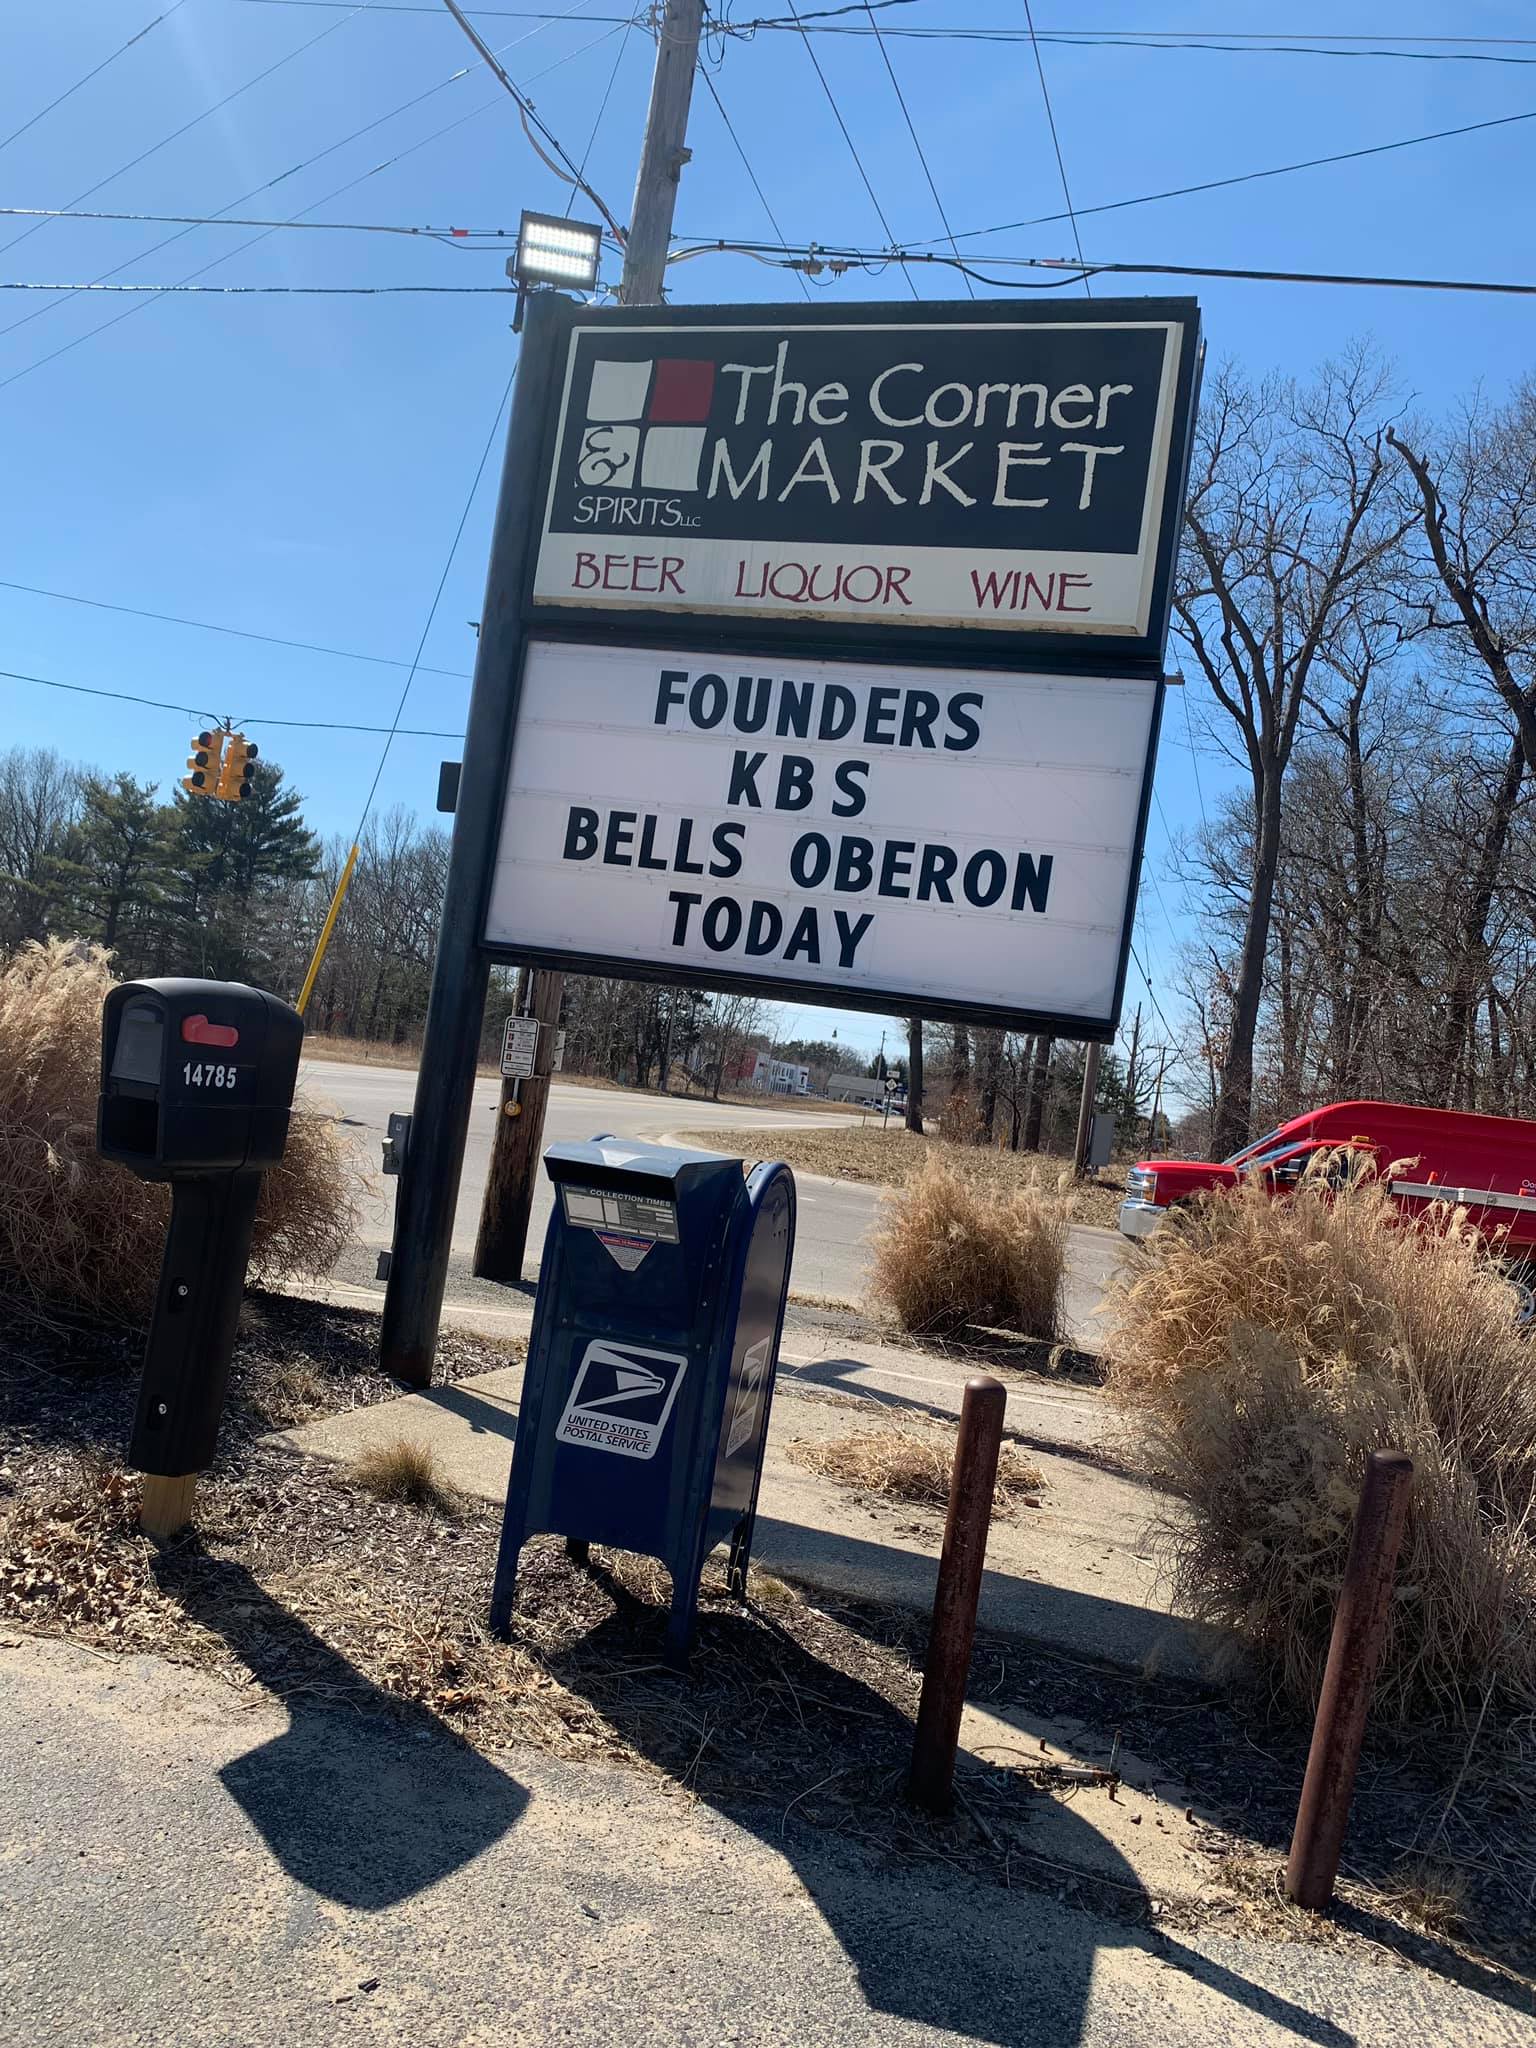 The Corner
MARKET
&
SPIRITS LLC
BEER LIQUOR WINE
FOUNDERS
KBS
BELLS OBERON
TODAY
14785
COLLECTION TIMES
UNITED STATES
POSTAL SERVICE